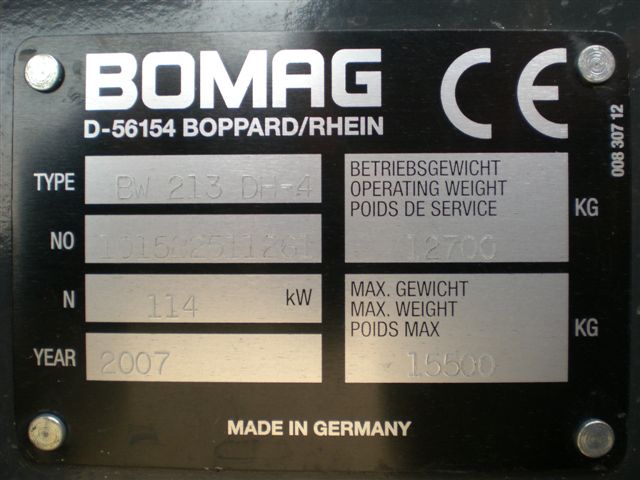 BOMAG
CE
D-56154 BOPPARD/RHEIN
008 307 12
TYPE BW 213 DH-4
NO
N 114 kW
YEAR 2007
BETRIEBSGEWICHT
OPERATING WEIGHT
POIDS DE SERVICE
12700 KG
MAX. GEWICHT
MAX. WEIGHT
POIDS MAX
15500 KG
MADE IN GERMANY